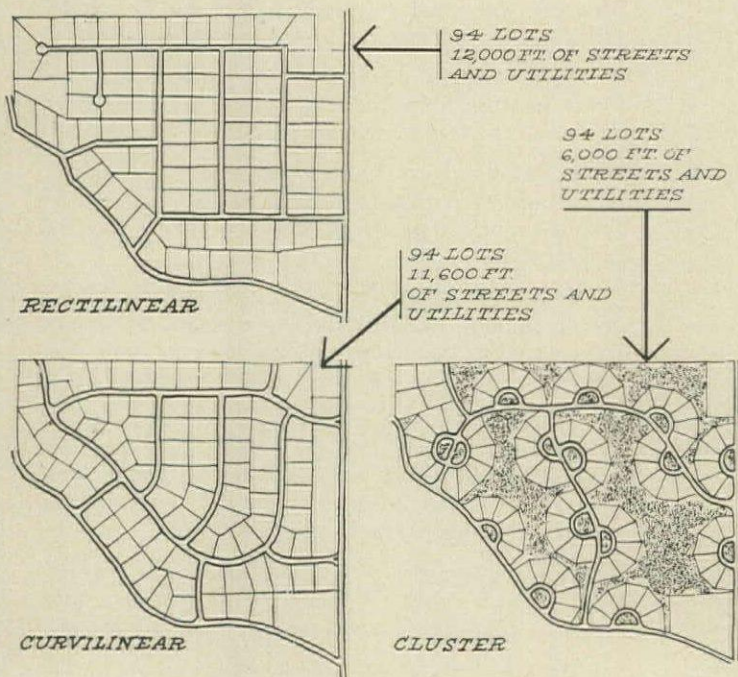 94 LOTS
12,000 FT. OF STREETS
AND UTILITIES
94 LOTS
6,000 FT. OF
STREETS AND
UTILITIES
94 LOTS
11,600 FT.
OF STREETS AND
UTILITIES
RECTILINEAR
CURVILINEAR
CLUSTER